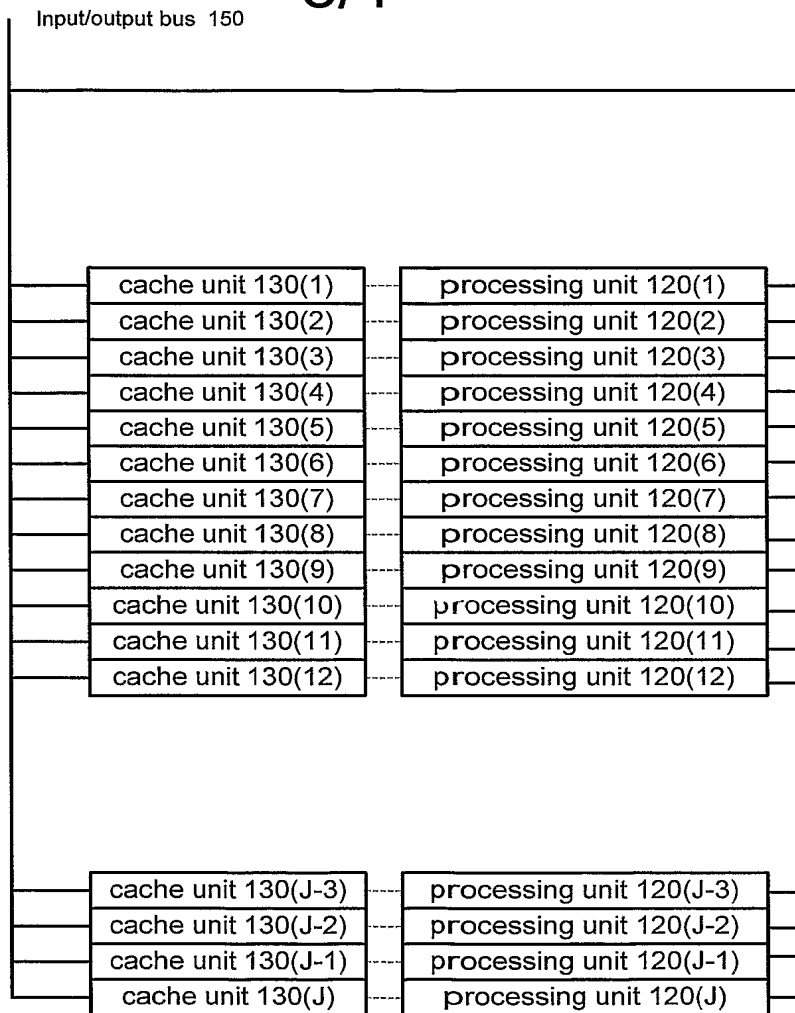 Input/output bus 150
cache unit 130(1) processing unit 120(1)
cache unit 130(2) processing unit 120(2)
cache unit 130(3) processing unit 120(3)
cache unit 130(4) processing unit 120(4)
cache unit 130(5) processing unit 120(5)
cache unit 130(6) processing unit 120(6)
cache unit 130(7) processing unit 120(7)
cache unit 130(8) processing unit 120(8)
cache unit 130(9) processing unit 120(9)
cache unit 130(10) processing unit 120(10)
cache unit 130(11) processing unit 120(11)
cache unit 130(12) processing unit 120(12)
cache unit 130(J-3) processing unit 120(J-3)
cache unit 130(J-2) processing unit 120(J-2)
cache unit 130(J-1) processing unit 120(J-1)
cache unit 130(J) processing unit 120(J)